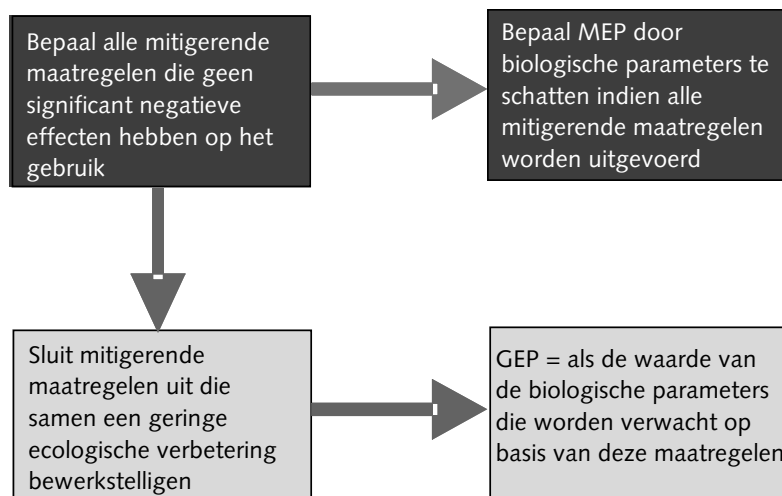 Bepaal alle mitigerende
maatregelen die geen
significant negatieve
effecten hebben op het
gebruik
Bepaal MEP door
biologische parameters te
schatten indien alle
mitigerende maatregelen
worden uitgevoerd
Sluit mitigerende
maatregelen uit die
samen een geringe
ecologische verbetering
bewerkstelligen
GEP = als de waarde van
de biologische parameters
die worden verwacht op
basis van deze maatregelen